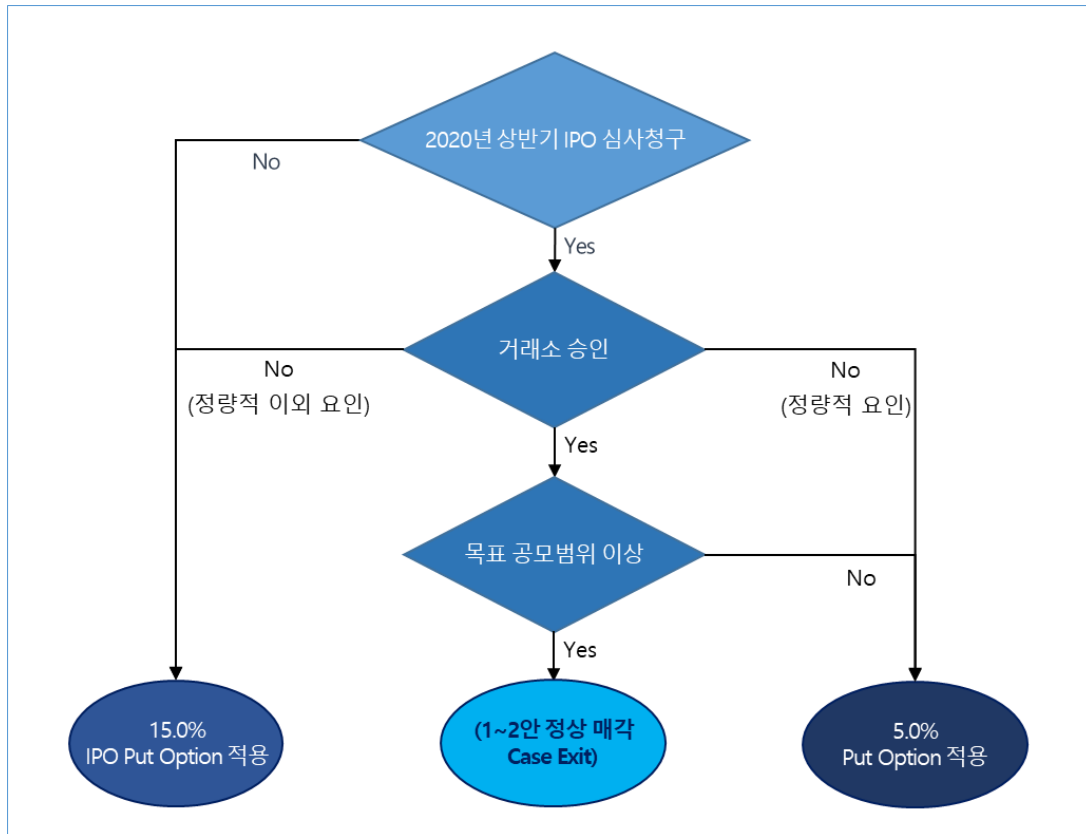 2020년 상반기 IPO 심사청구
No
Yes
거래소 승인
No
(정량적 이외 요인)
No
(정량적 요인)
Yes
목표 공모범위 이상
No
Yes
15.0%
IPO Put Option 적용
(1~2안 정상 매각
Case Exit)
5.0%
Put Option 적용